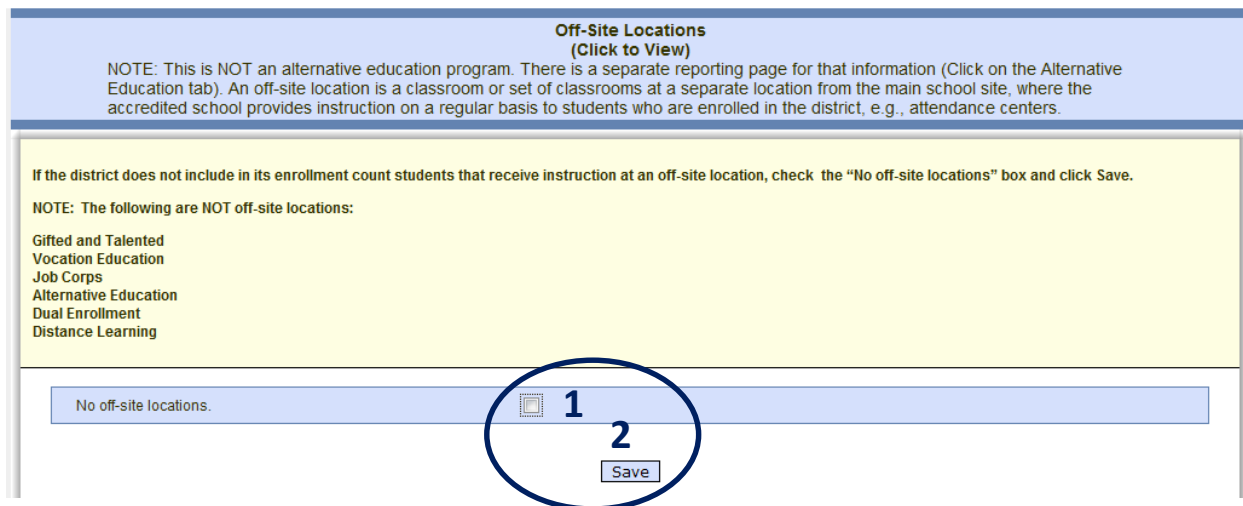 Off-Site Locations
(Click to View)
NOTE: This is NOT an alternative education program. There is a separate reporting page for that information (Click on the Alternative
Education tab). An off-site location is a classroom or set of classrooms at a separate location from the main school site, where the
accredited school provides instruction on a regular basis to students who are enrolled in the district, e.g., attendance centers.
If the district does not include in its enrollment count students that receive instruction at an off-site location, check the “No off-site locations” box and click Save.
NOTE: The following are NOT off-site locations:
Gifted and Talented
Vocation Education
Job Corps
Alternative Education
Dual Enrollment
Distance Learning
No off-site locations. 1
2
Save